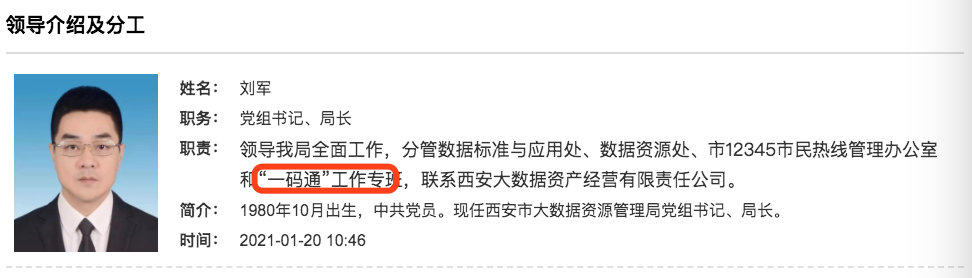 领导介绍及分工
姓名： 刘军
职务： 党组书记、局长
职责： 领导我局全面工作，分管数据标准与应用处、数据资源处、市12345市民热线管理办公室
和“一码通”工作专班，联系西安大数据资产经营有限责任公司。
简介： 1980年10月出生，中共党员。现任西安市大数据资源管理局党组书记、局长。
时间： 2021-01-20 10:46